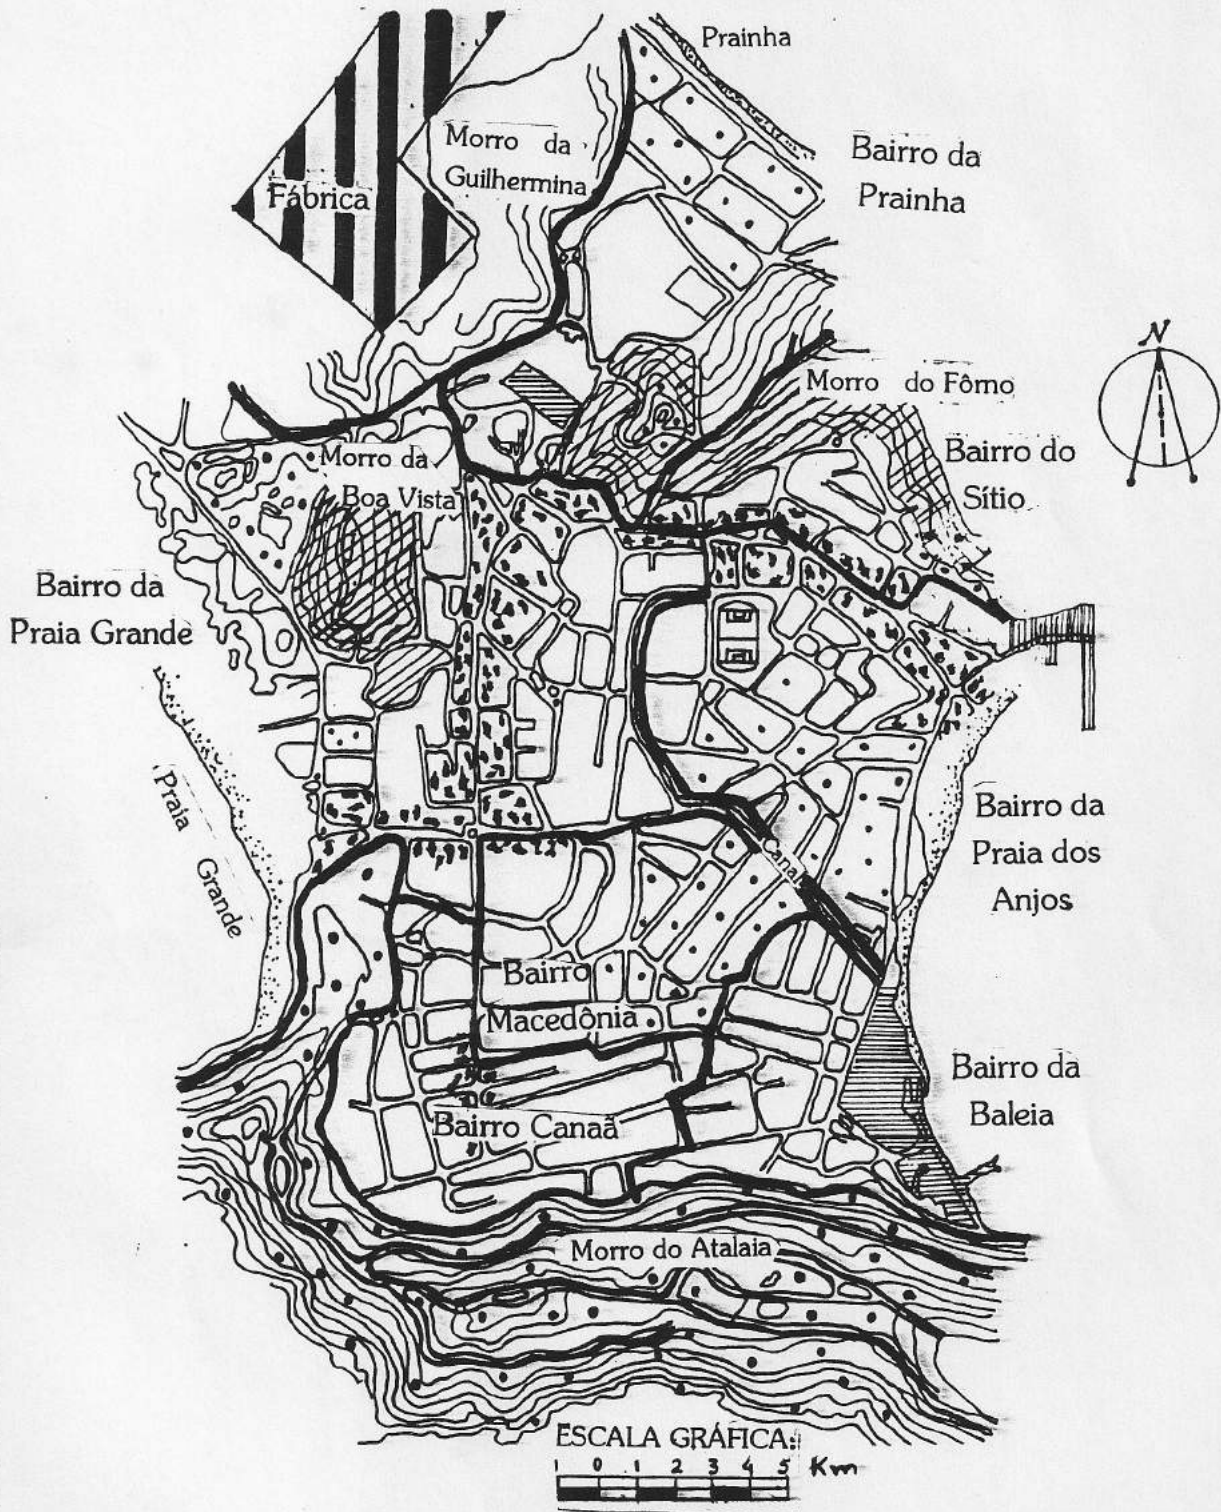 Prainha
Morro da
Guilhermina
Bairro da
Prainha
Fábrica
N
Morro do Fôrno
Bairro do
Sítio
Morro da
Boa Vista
Bairro da
Praia Grande
Praia
Grande
Bairro da
Praia dos
Anjos
Canal
Bairro
Macedônia
Bairro da
Baleia
Bairro Canaã
Morro do Atalaia
ESCALA GRÁFICA:
1 0 1 2 3 4 5 Km